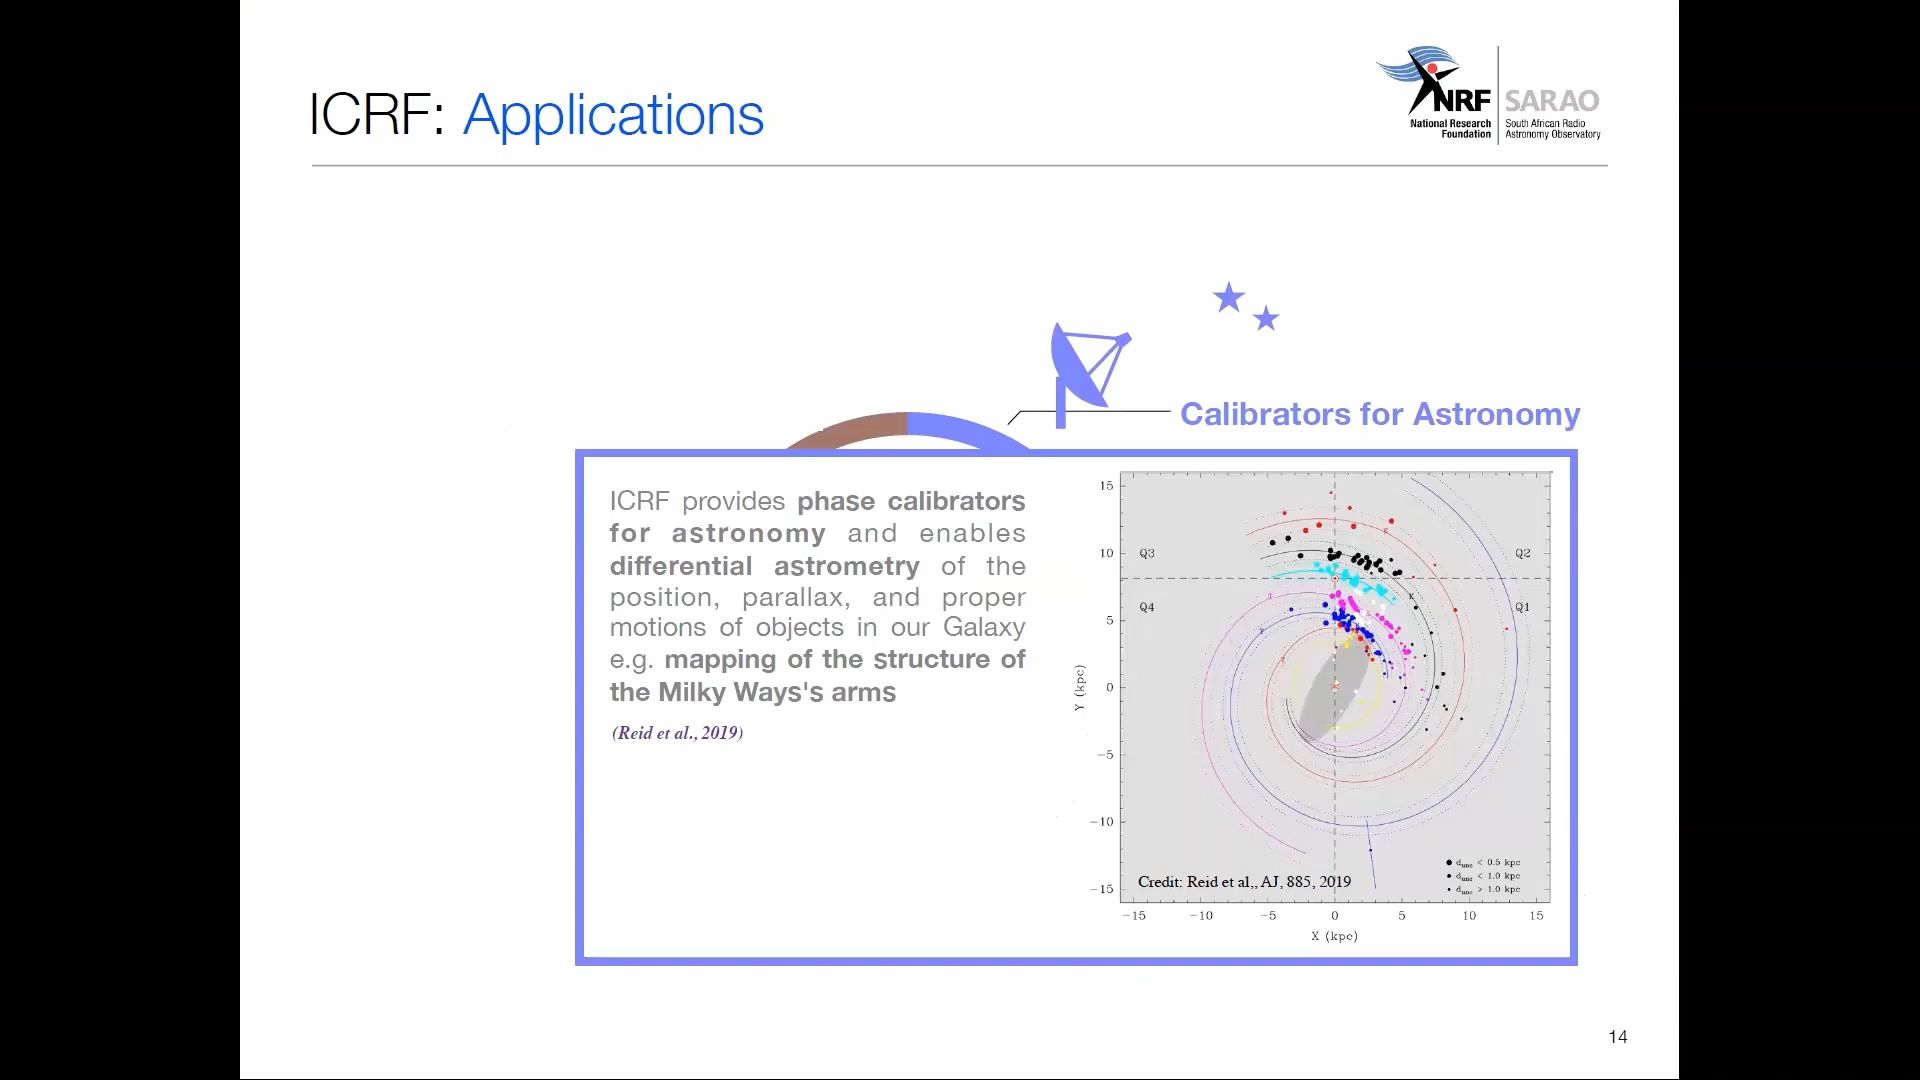 ICRF: Applications
NRF
National Research
Foundation
SARAO
South African Radio
Astronomy Observatory
Calibrators for Astronomy
ICRF provides phase calibrators
for astronomy and enables
differential astrometry of the
position, parallax, and proper
motions of objects in our Galaxy
e.g. mapping of the structure of
the Milky Ways's arms
(Reid et al., 2019)
15
10
5
0
−5
−10
−15
Y (kpc)
Q3
Q2
Q4
Q1
Credit: Reid et al,, AJ, 885, 2019
dunc < 0.5 kpc
dunc < 1.0 kpc
dunc > 1.0 kpc
−15
−10
−5
0
5
10
15
X (kpc)
14